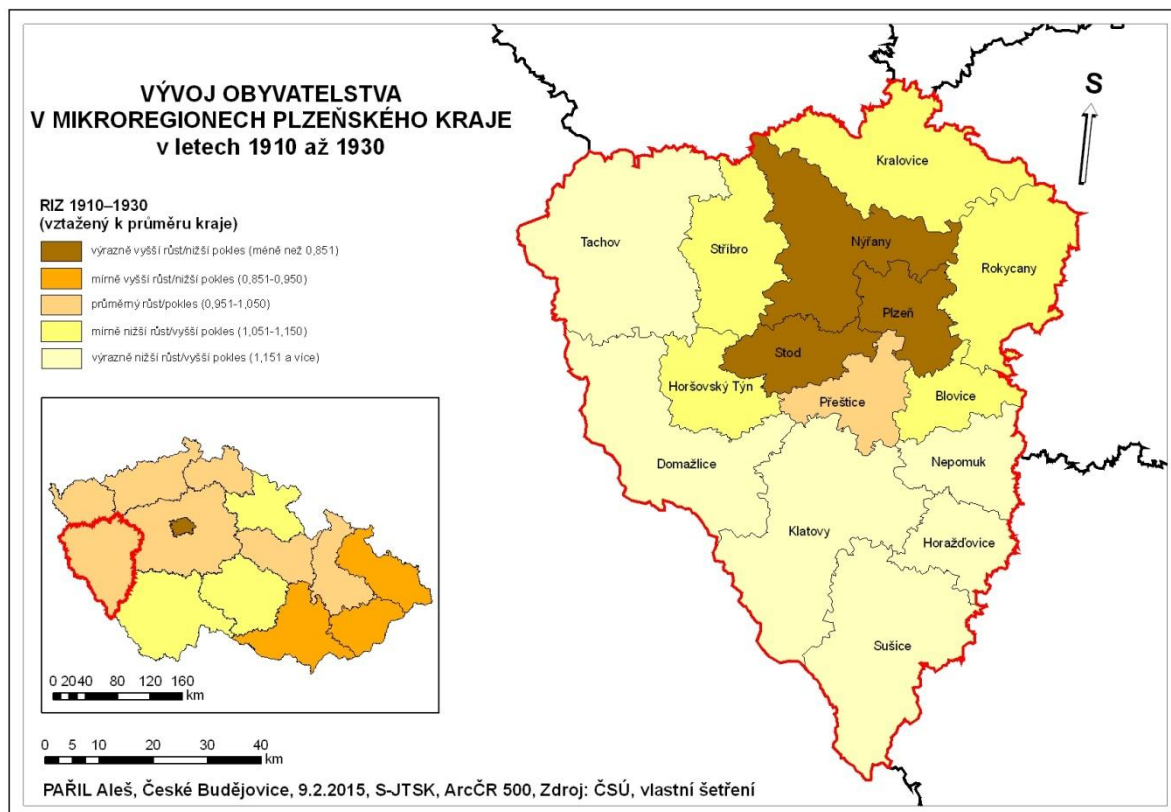 VÝVOJ OBYVATELSTVA
V MIKROREGIONECH PLZEŇSKÉHO KRAJE
v letech 1910 až 1930
RIZ 1910–1930
(vztažený k průměru kraje)
výrazně vyšší růst/nižší pokles (méně než 0,851)
mírně vyšší růst/nižší pokles (0,851-0,950)
průměrný růst/pokles (0,951-1,050)
mírně nižší růst/vyšší pokles (1,051-1,150)
výrazně nižší růst/vyšší pokles (1,151 a více)
S
Kralovice
Tachov
Stříbro
Nýřany
Rokycany
Plzeň
Stod
Horšovský Týn
Přeštice
Blovice
Domažlice
Nepomuk
Klatovy
Horažďovice
Sušice
0 20 40 80 120 160
km
0 5 10 20 30 40
km
PAŘIL Aleš, České Budějovice, 9.2.2015, S-JTSK, ArcČR 500, Zdroj: ČSÚ, vlastní šetření